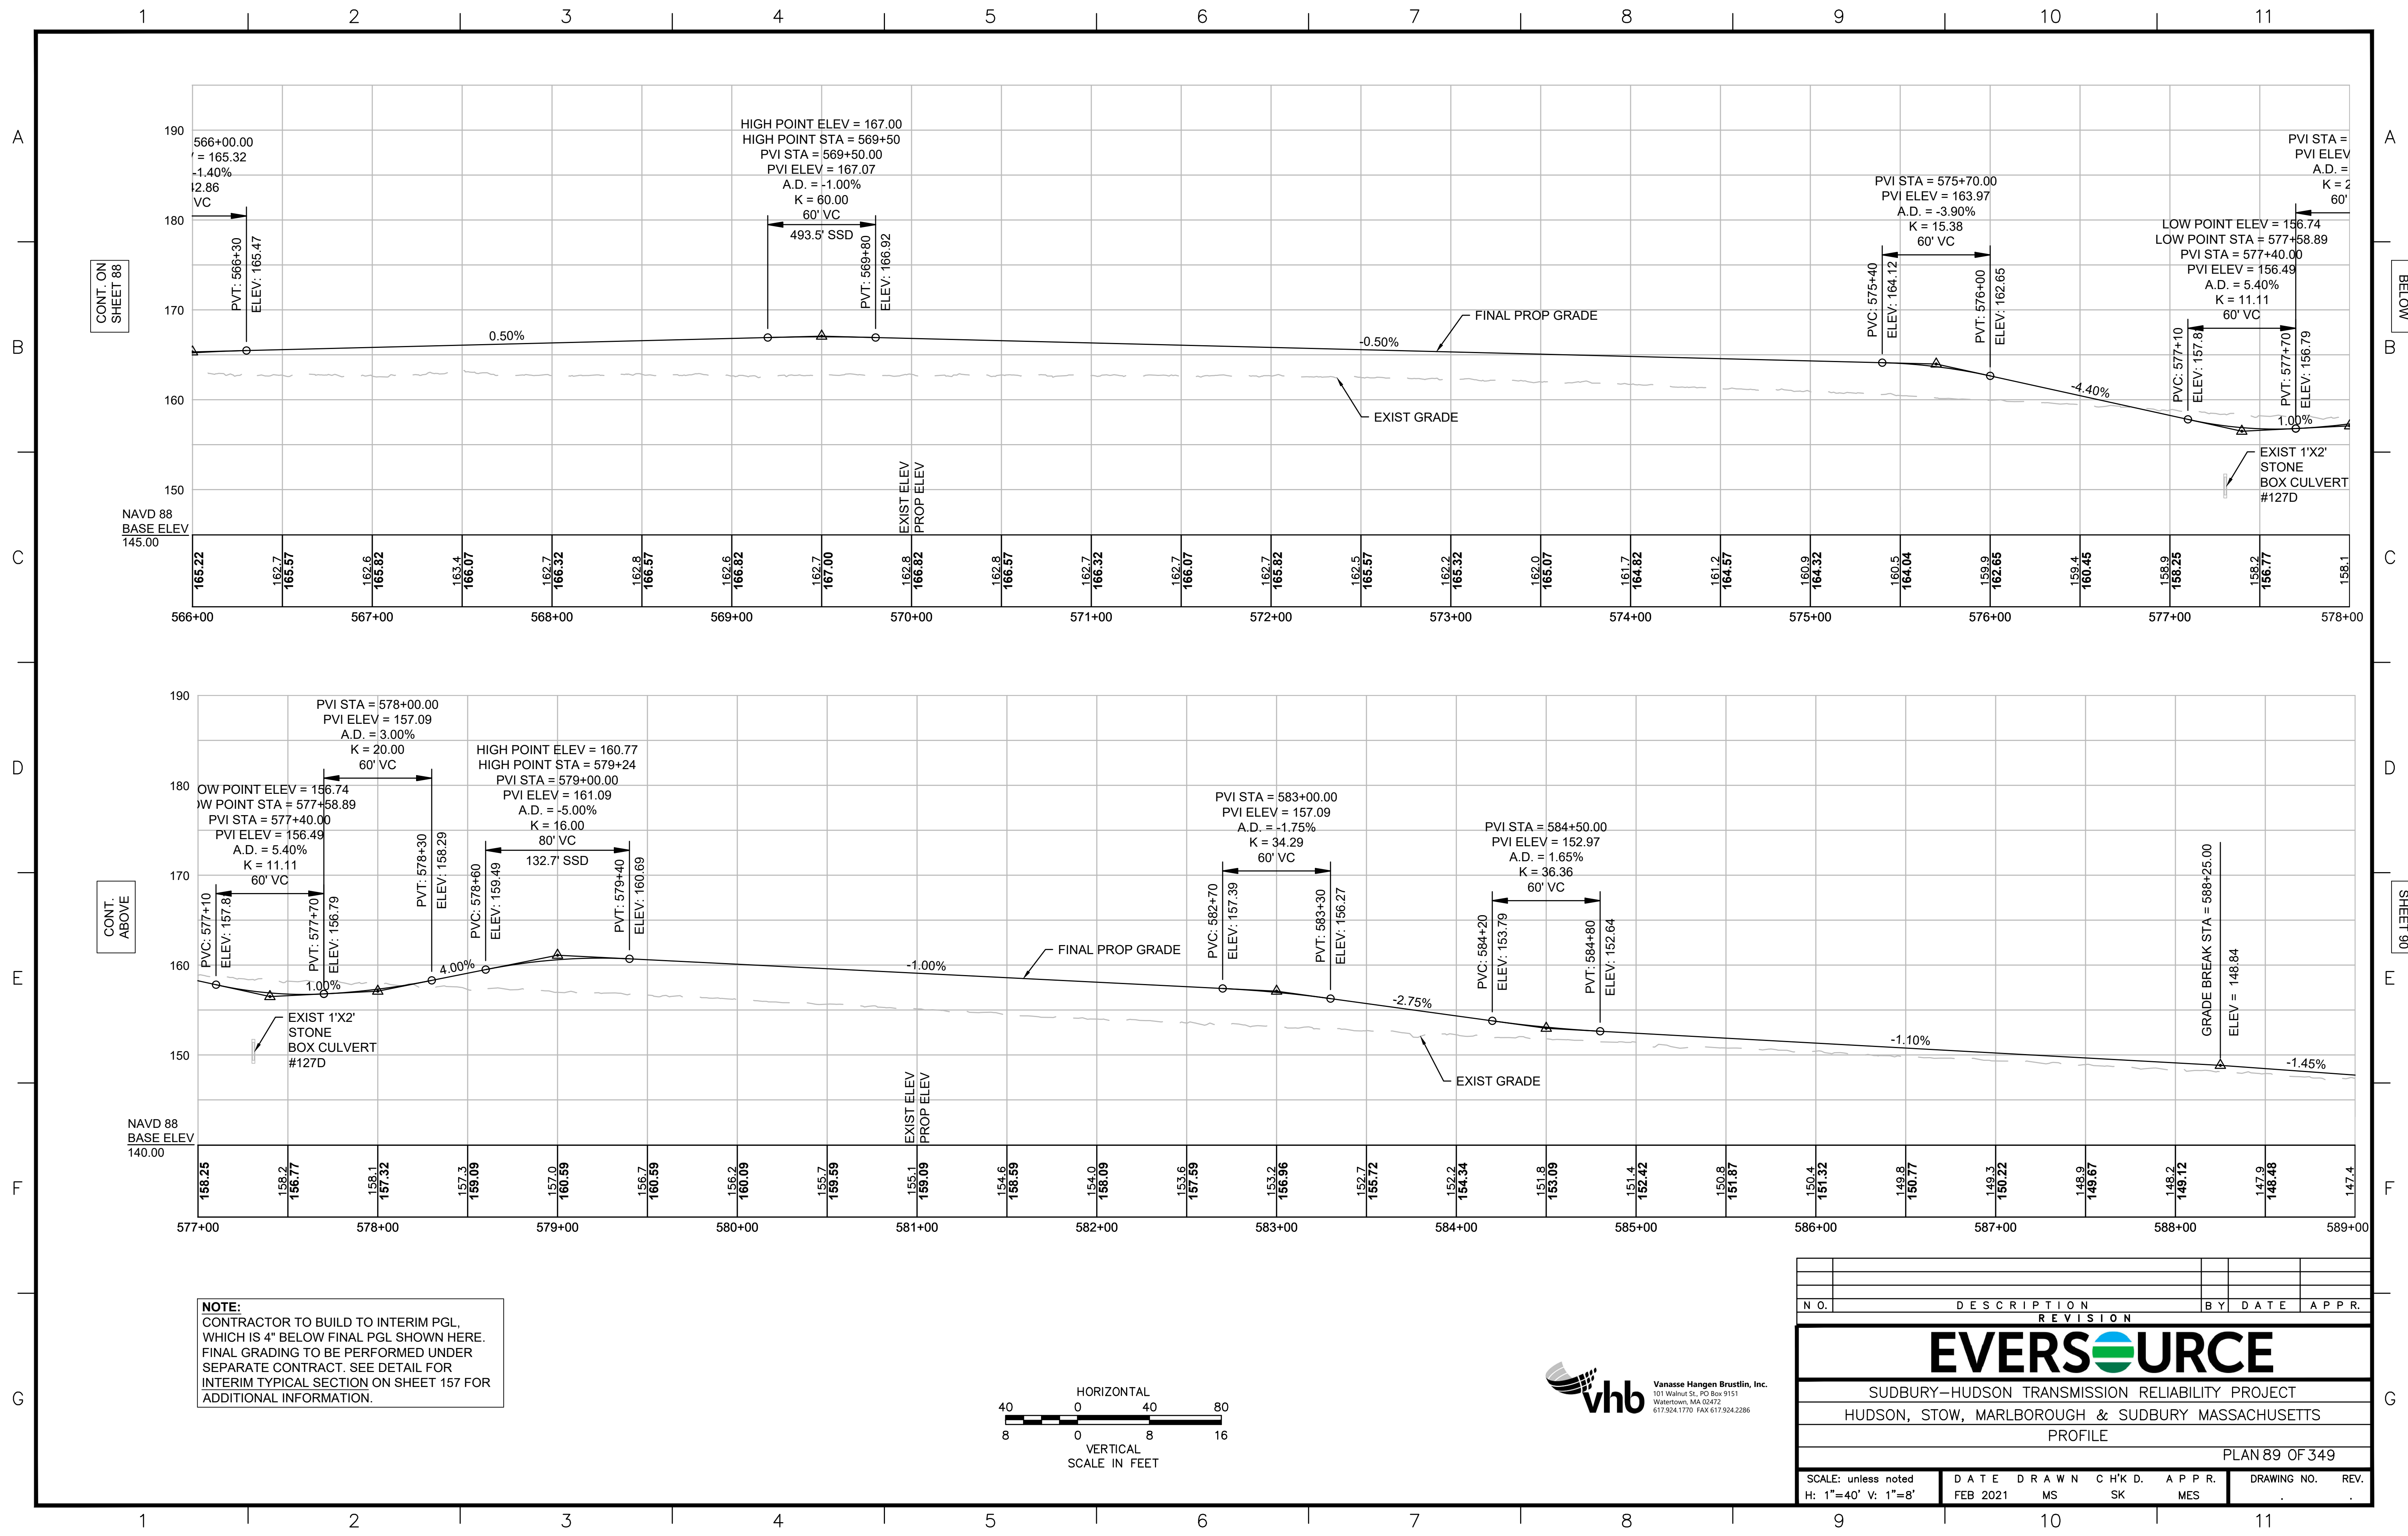 1 2 3 4 5 6 7 8 9 10 11
A
B
C
D
E
F
G
A
B
C
D
E
F
G
190
180
170
160
150
566+00.00
= 165.32
-1.40%
VC
PVT: 566+30
ELEV: 165.47
CONT. ON
SHEET 88
0.50%
HIGH POINT ELEV = 167.00
HIGH POINT STA = 569+50
PVI STA = 569+50.00
PVI ELEV = 167.07
A.D. = -1.00%
K = 60.00
60' VC
493.5' SSD
PVT: 569+80
ELEV: 166.92
-0.50%
FINAL PROP GRADE
EXIST GRADE
PVI STA = 575+70.00
PVI ELEV = 163.97
A.D. = -3.90%
K = 15.38
60' VC
PVC: 575+40
ELEV: 164.12
PVT: 576+00
ELEV: 162.65
-4.40%
PVI STA =
PVI ELEV
A.D. =
K = 2
60'
LOW POINT ELEV = 156.74
LOW POINT STA = 577+58.89
PVI STA = 577+40.00
PVI ELEV = 156.49
A.D. = 5.40%
K = 11.11
60' VC
PVC: 577+10
ELEV: 157.81
PVT: 577+70
ELEV: 156.79
1.00%
BELOW
EXIST 1'X2'
STONE
BOX CULVERT
#127D
NAVD 88
BASE ELEV
145.00
EXIST ELEV
PROP ELEV
165.22
162.7 165.57
162.6 165.82
163.4 166.07
162.7 166.32
162.8 166.57
162.6 166.82
162.7 167.00
162.8 166.82
162.8 166.57
162.7 166.32
162.7 166.07
162.7 165.82
162.5 165.57
162.2 165.32
162.0 165.07
161.7 164.82
161.2 164.57
160.9 164.32
160.5 164.04
159.9 162.65
159.4 160.45
158.9 158.25
158.2 156.77
158.1
566+00 567+00 568+00 569+00 570+00 571+00 572+00 573+00 574+00 575+00 576+00 577+00 578+00
190
180
170
160
150
PVI STA = 578+00.00
PVI ELEV = 157.09
A.D. = 3.00%
K = 20.00
60' VC
OW POINT ELEV = 156.74
OW POINT STA = 577+58.89
PVI STA = 577+40.00
PVI ELEV = 156.49
A.D. = 5.40%
K = 11.11
60' VC
PVC: 577+10
ELEV: 157.81
PVT: 577+70
ELEV: 156.79
PVT: 578+30
ELEV: 158.29
1.00%
4.00%
CONT.
ABOVE
EXIST 1'X2'
STONE
BOX CULVERT
#127D
HIGH POINT ELEV = 160.77
HIGH POINT STA = 579+24
PVI STA = 579+00.00
PVI ELEV = 161.09
A.D. = -5.00%
K = 16.00
80' VC
132.7' SSD
PVC: 578+60
ELEV: 159.49
PVT: 579+40
ELEV: 160.69
-1.00%
FINAL PROP GRADE
PVI STA = 583+00.00
PVI ELEV = 157.09
A.D. = -1.75%
K = 34.29
60' VC
PVC: 582+70
ELEV: 157.39
PVT: 583+30
ELEV: 156.27
-2.75%
EXIST GRADE
PVI STA = 584+50.00
PVI ELEV = 152.97
A.D. = 1.65%
K = 36.36
60' VC
PVC: 584+20
ELEV: 153.79
PVT: 584+80
ELEV: 152.64
-1.10%
GRADE BREAK STA = 588+25.00
ELEV = 148.84
-1.45%
SHEET 90
NAVD 88
BASE ELEV
140.00
EXIST ELEV
PROP ELEV
158.25
158.2 156.77
158.1 157.32
157.3 159.09
157.0 160.59
156.7 160.59
156.2 160.09
155.7 159.59
155.1 159.09
154.6 158.59
154.0 158.09
153.6 157.59
153.2 156.96
152.7 155.72
152.2 154.34
151.8 153.09
151.4 152.42
150.8 151.87
150.4 151.32
149.8 150.77
149.3 150.22
148.9 149.67
148.2 149.12
147.9 148.48
147.4
577+00 578+00 579+00 580+00 581+00 582+00 583+00 584+00 585+00 586+00 587+00 588+00 589+00
NOTE:
CONTRACTOR TO BUILD TO INTERIM PGL,
WHICH IS 4" BELOW FINAL PGL SHOWN HERE.
FINAL GRADING TO BE PERFORMED UNDER
SEPARATE CONTRACT. SEE DETAIL FOR
INTERIM TYPICAL SECTION ON SHEET 157 FOR
ADDITIONAL INFORMATION.
HORIZONTAL
40 0 40 80
8 0 8 16
VERTICAL
SCALE IN FEET
vhb
Vanasse Hangen Brustlin, Inc.
101 Walnut St., PO Box 9151
Watertown, MA 02472
617.924.1770 FAX 617.924.2286
NO. DESCRIPTION BY DATE APPR.
REVISION
EVERSOURCE
SUDBURY-HUDSON TRANSMISSION RELIABILITY PROJECT
HUDSON, STOW, MARLBOROUGH & SUDBURY MASSACHUSETTS
PROFILE
PLAN 89 OF 349
SCALE: unless noted DATE DRAWN CH'K D. APPR. DRAWING NO. REV.
H: 1"=40' V: 1"=8' FEB 2021 MS SK MES . .
1 2 3 4 5 6 7 8 9 10 11